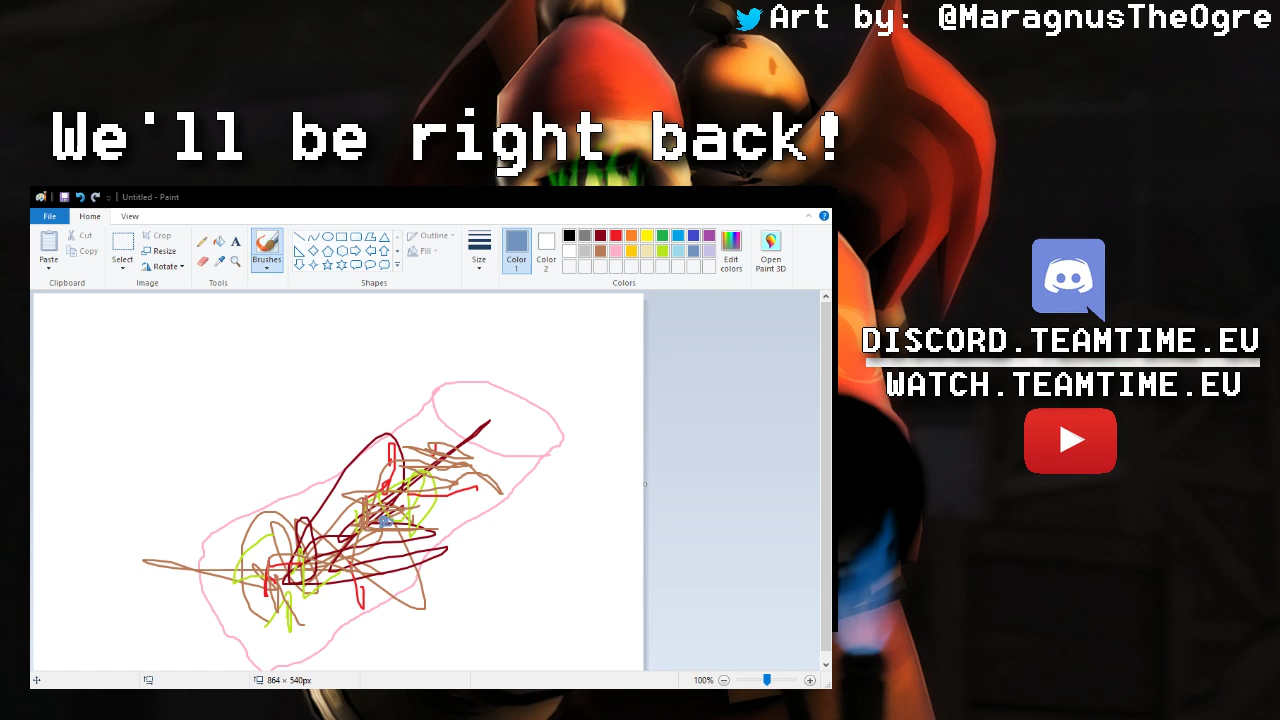 Art by: @MaragnusTheOgre
We'll be right back!
Untitled - Paint
File Home View
Paste
Cut
Copy
Clipboard
Select
Crop
Resize
Rotate
Image
A
Tools
Brushes
Outline
Fill
Shapes
Size
Color 1
Color 2
Edit colors
Open Paint 3D
Colors
DISCORD.TEAMTIME.EU
WATCH.TEAMTIME.EU
864 × 540px
100%